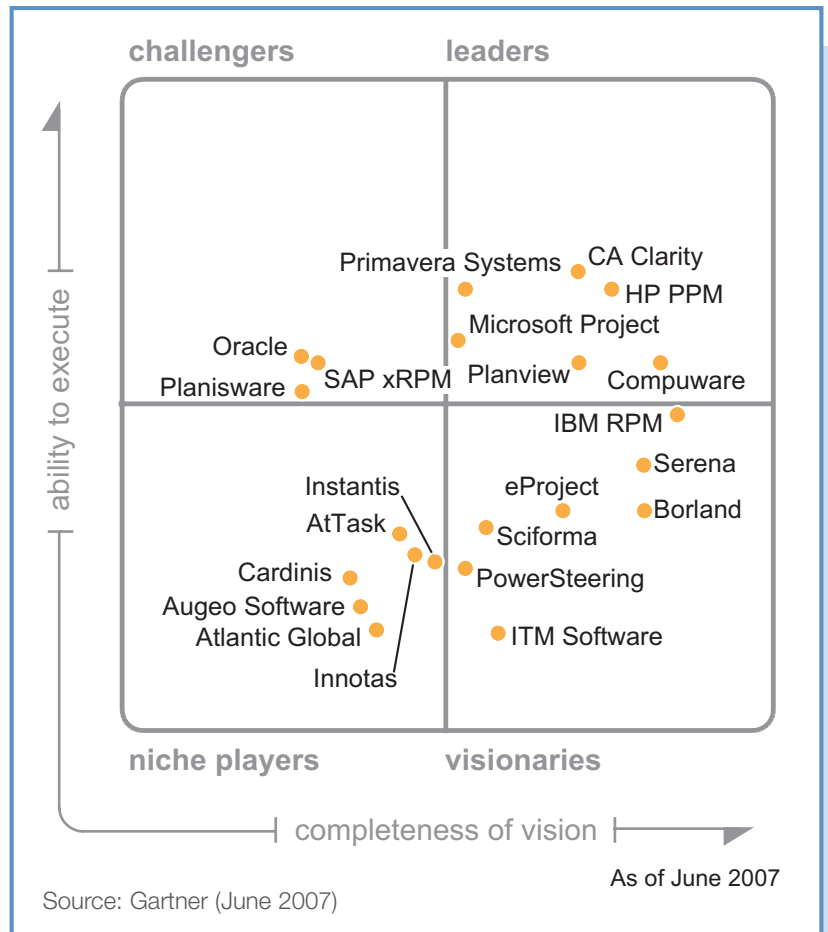 challengers
leaders
Primavera Systems
CA Clarity
HP PPM
Microsoft Project
Oracle
SAP xRPM
Planview
Compuware
Planisware
IBM RPM
Serena
Instantis
eProject
Borland
AtTask
Sciforma
Cardinis
PowerSteering
Augeo Software
Atlantic Global
ITM Software
Innotas
niche players
visionaries
ability to execute
completeness of vision
As of June 2007
Source: Gartner (June 2007)